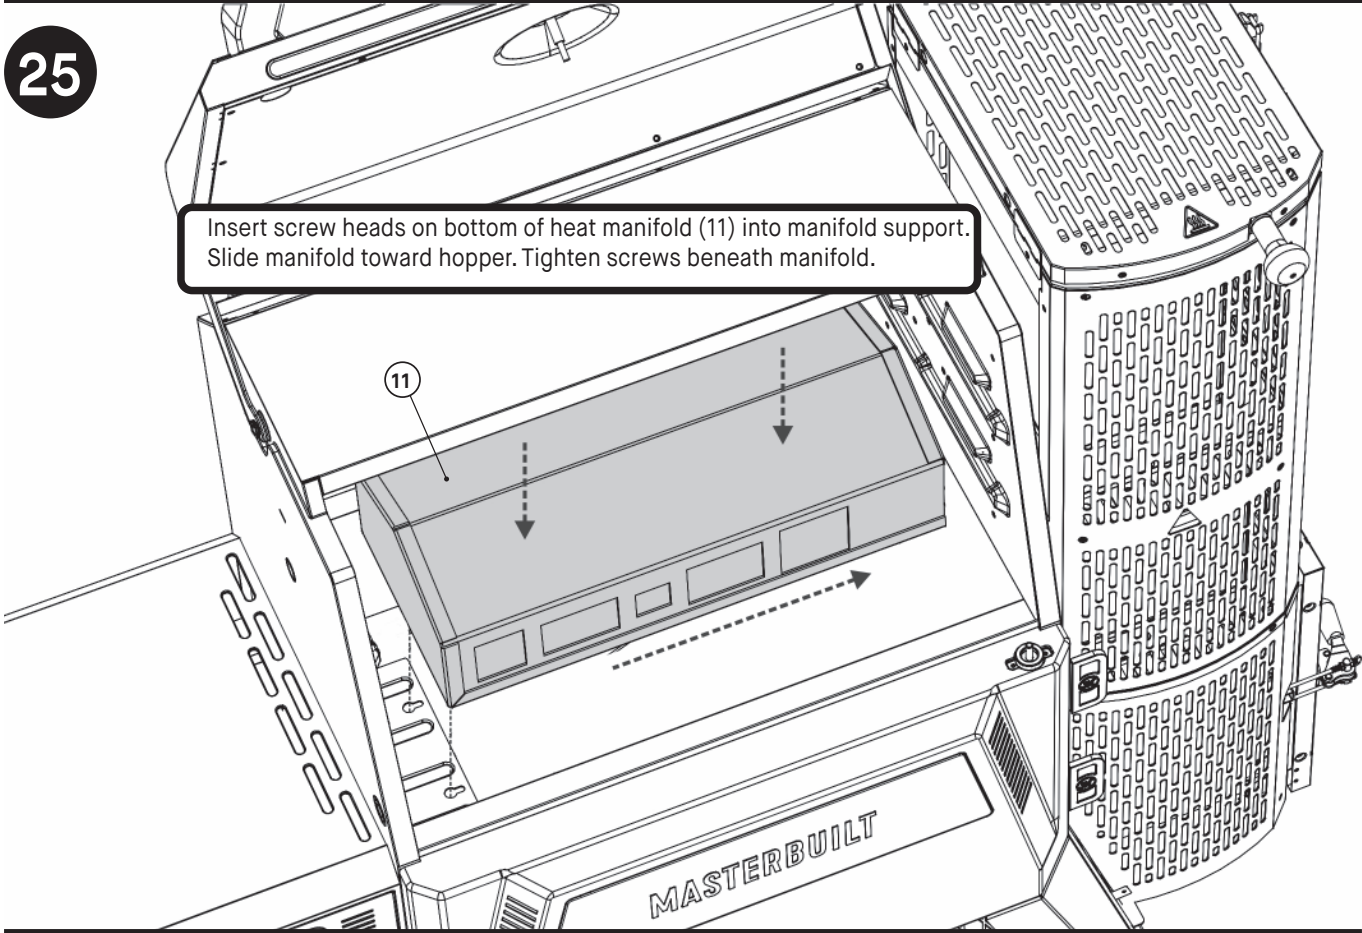 25
Insert screw heads on bottom of heat manifold (11) into manifold support.
Slide manifold toward hopper. Tighten screws beneath manifold.
11
MASTERBUILT